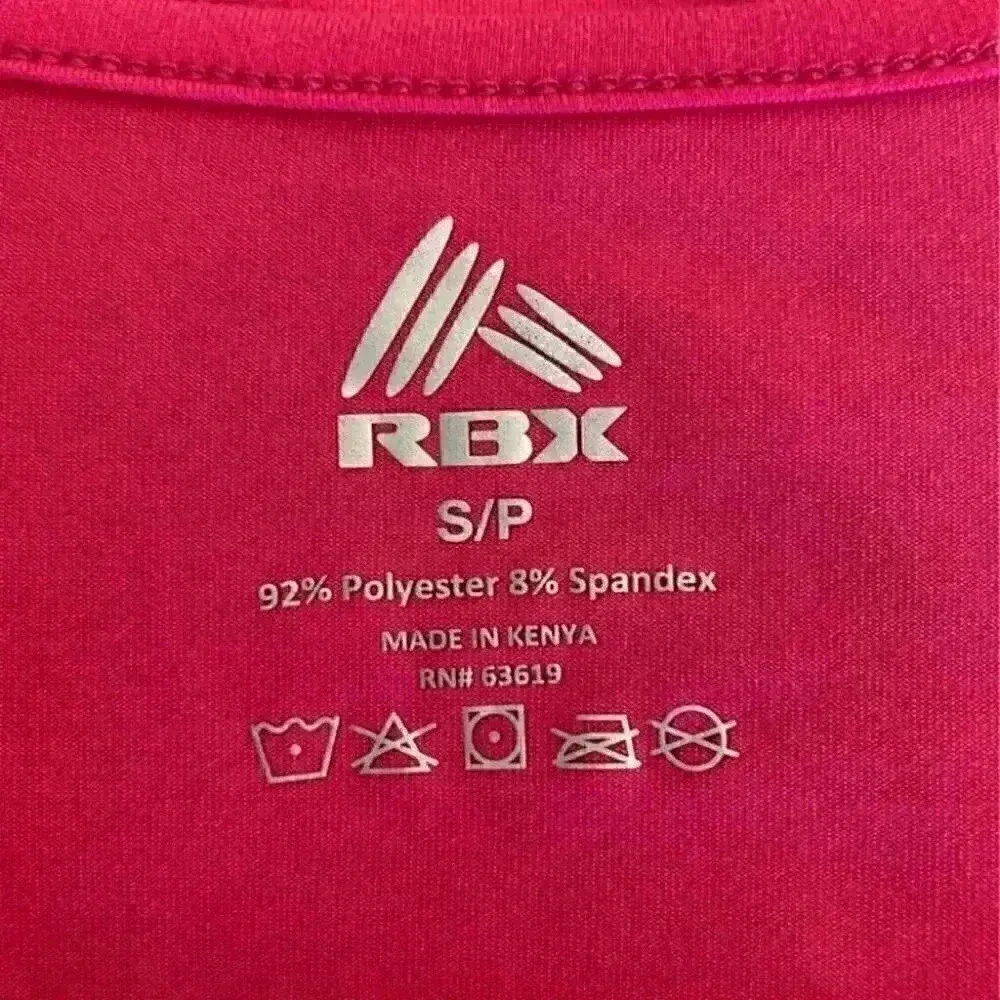 RBX
S/P
92% Polyester 8% Spandex
MADE IN KENYA
RN# 63619